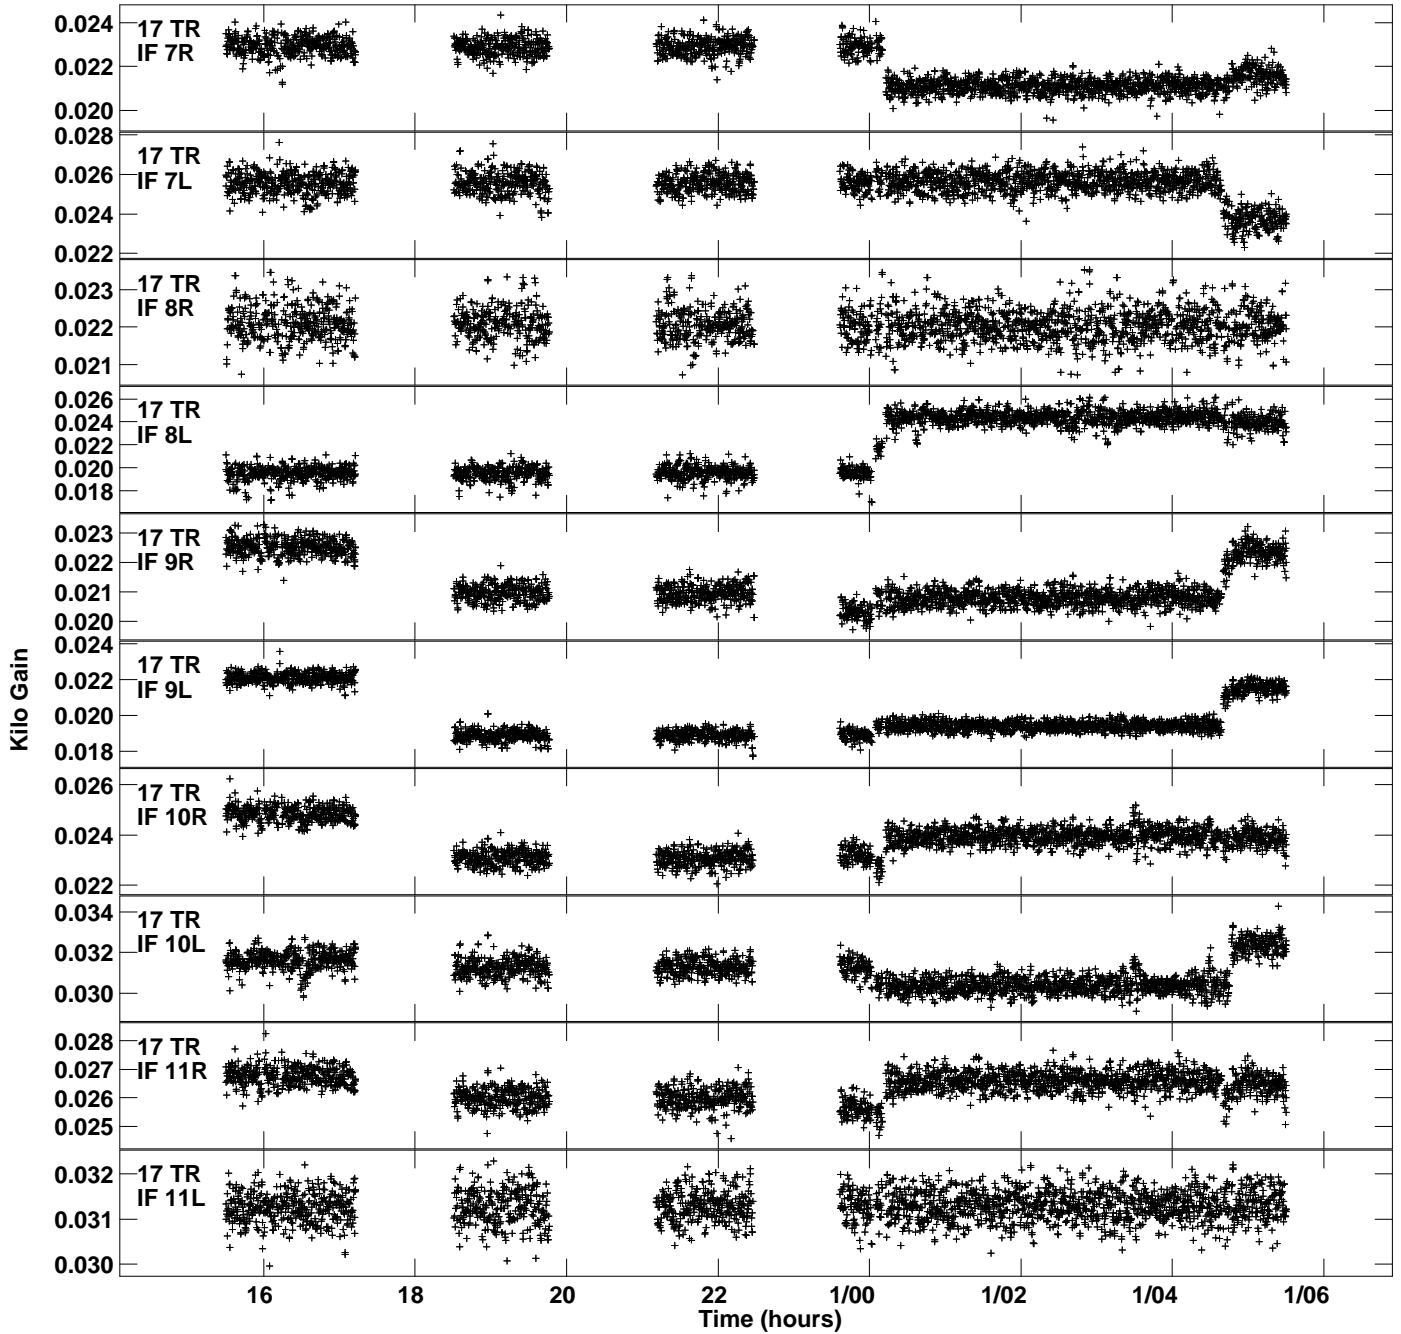 0.024
17 TR
IF 7R
0.022
0.020
0.028
17 TR
IF 7L
0.026
0.024
0.022
17 TR
IF 8R
0.023
0.022
0.021
0.026
17 TR
IF 8L
0.024
0.022
0.020
0.018
0.023
17 TR
IF 9R
0.022
0.021
0.020
0.024
17 TR
IF 9L
0.022
0.020
0.018
0.026
17 TR
IF 10R
0.024
0.022
0.034
17 TR
IF 10L
0.032
0.030
0.028
17 TR
IF 11R
0.027
0.026
0.025
0.032
17 TR
IF 11L
0.031
0.030
Kilo Gain
16 18 20 22 1/00 1/02 1/04 1/06
Time (hours)